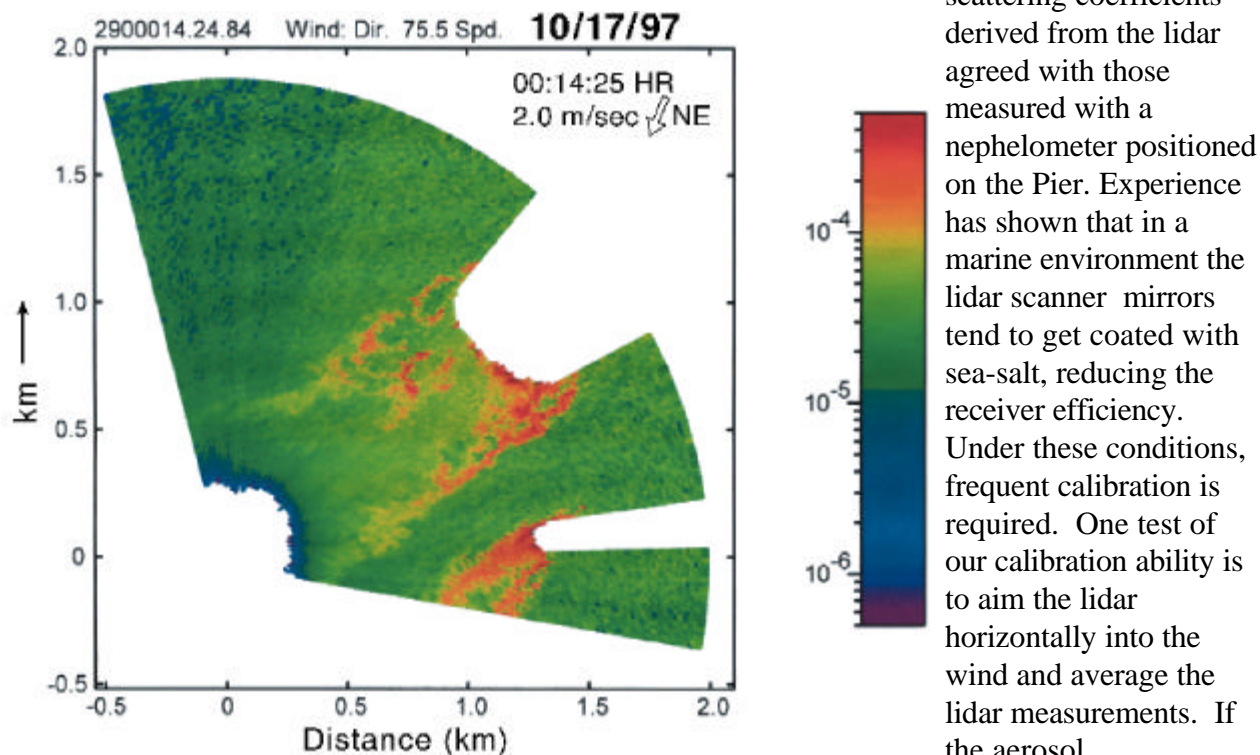 2900014.24.84 Wind: Dir. 75.5 Spd. 10/17/97
00:14:25 HR
2.0 m/sec NE
2.0
1.5
1.0
0.5
0
-0.5
km
-0.5 0 0.5 1.0 1.5 2.0
Distance (km)
10-4
10-5
10-6
scattering coefficients
derived from the lidar
agreed with those
measured with a
nephelometer positioned
on the Pier. Experience
has shown that in a
marine environment the
lidar scanner mirrors
tend to get coated with
sea-salt, reducing the
receiver efficiency.
Under these conditions,
frequent calibration is
required. One test of
our calibration ability is
to aim the lidar
horizontally into the
wind and average the
lidar measurements. If
the aerosol